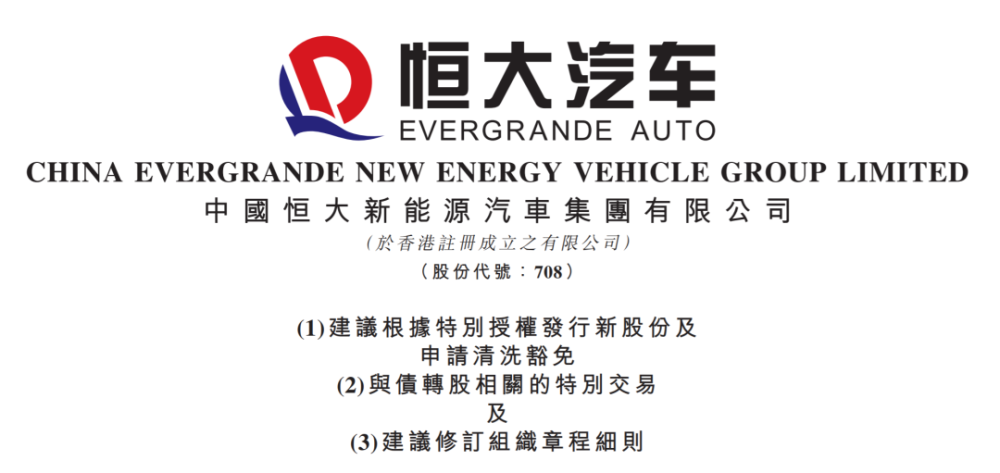 恒大汽车
EVERGRANDE AUTO
CHINA EVERGRANDE NEW ENERGY VEHICLE GROUP LIMITED
中國恒大新能源汽車集團有限公司
(於香港註冊成立之有限公司)
(股份代號：708)
(1)建議根據特別授權發行新股份及
申請清洗豁免
(2)與債轉股相關的特別交易
及
(3)建議修訂組織章程細則